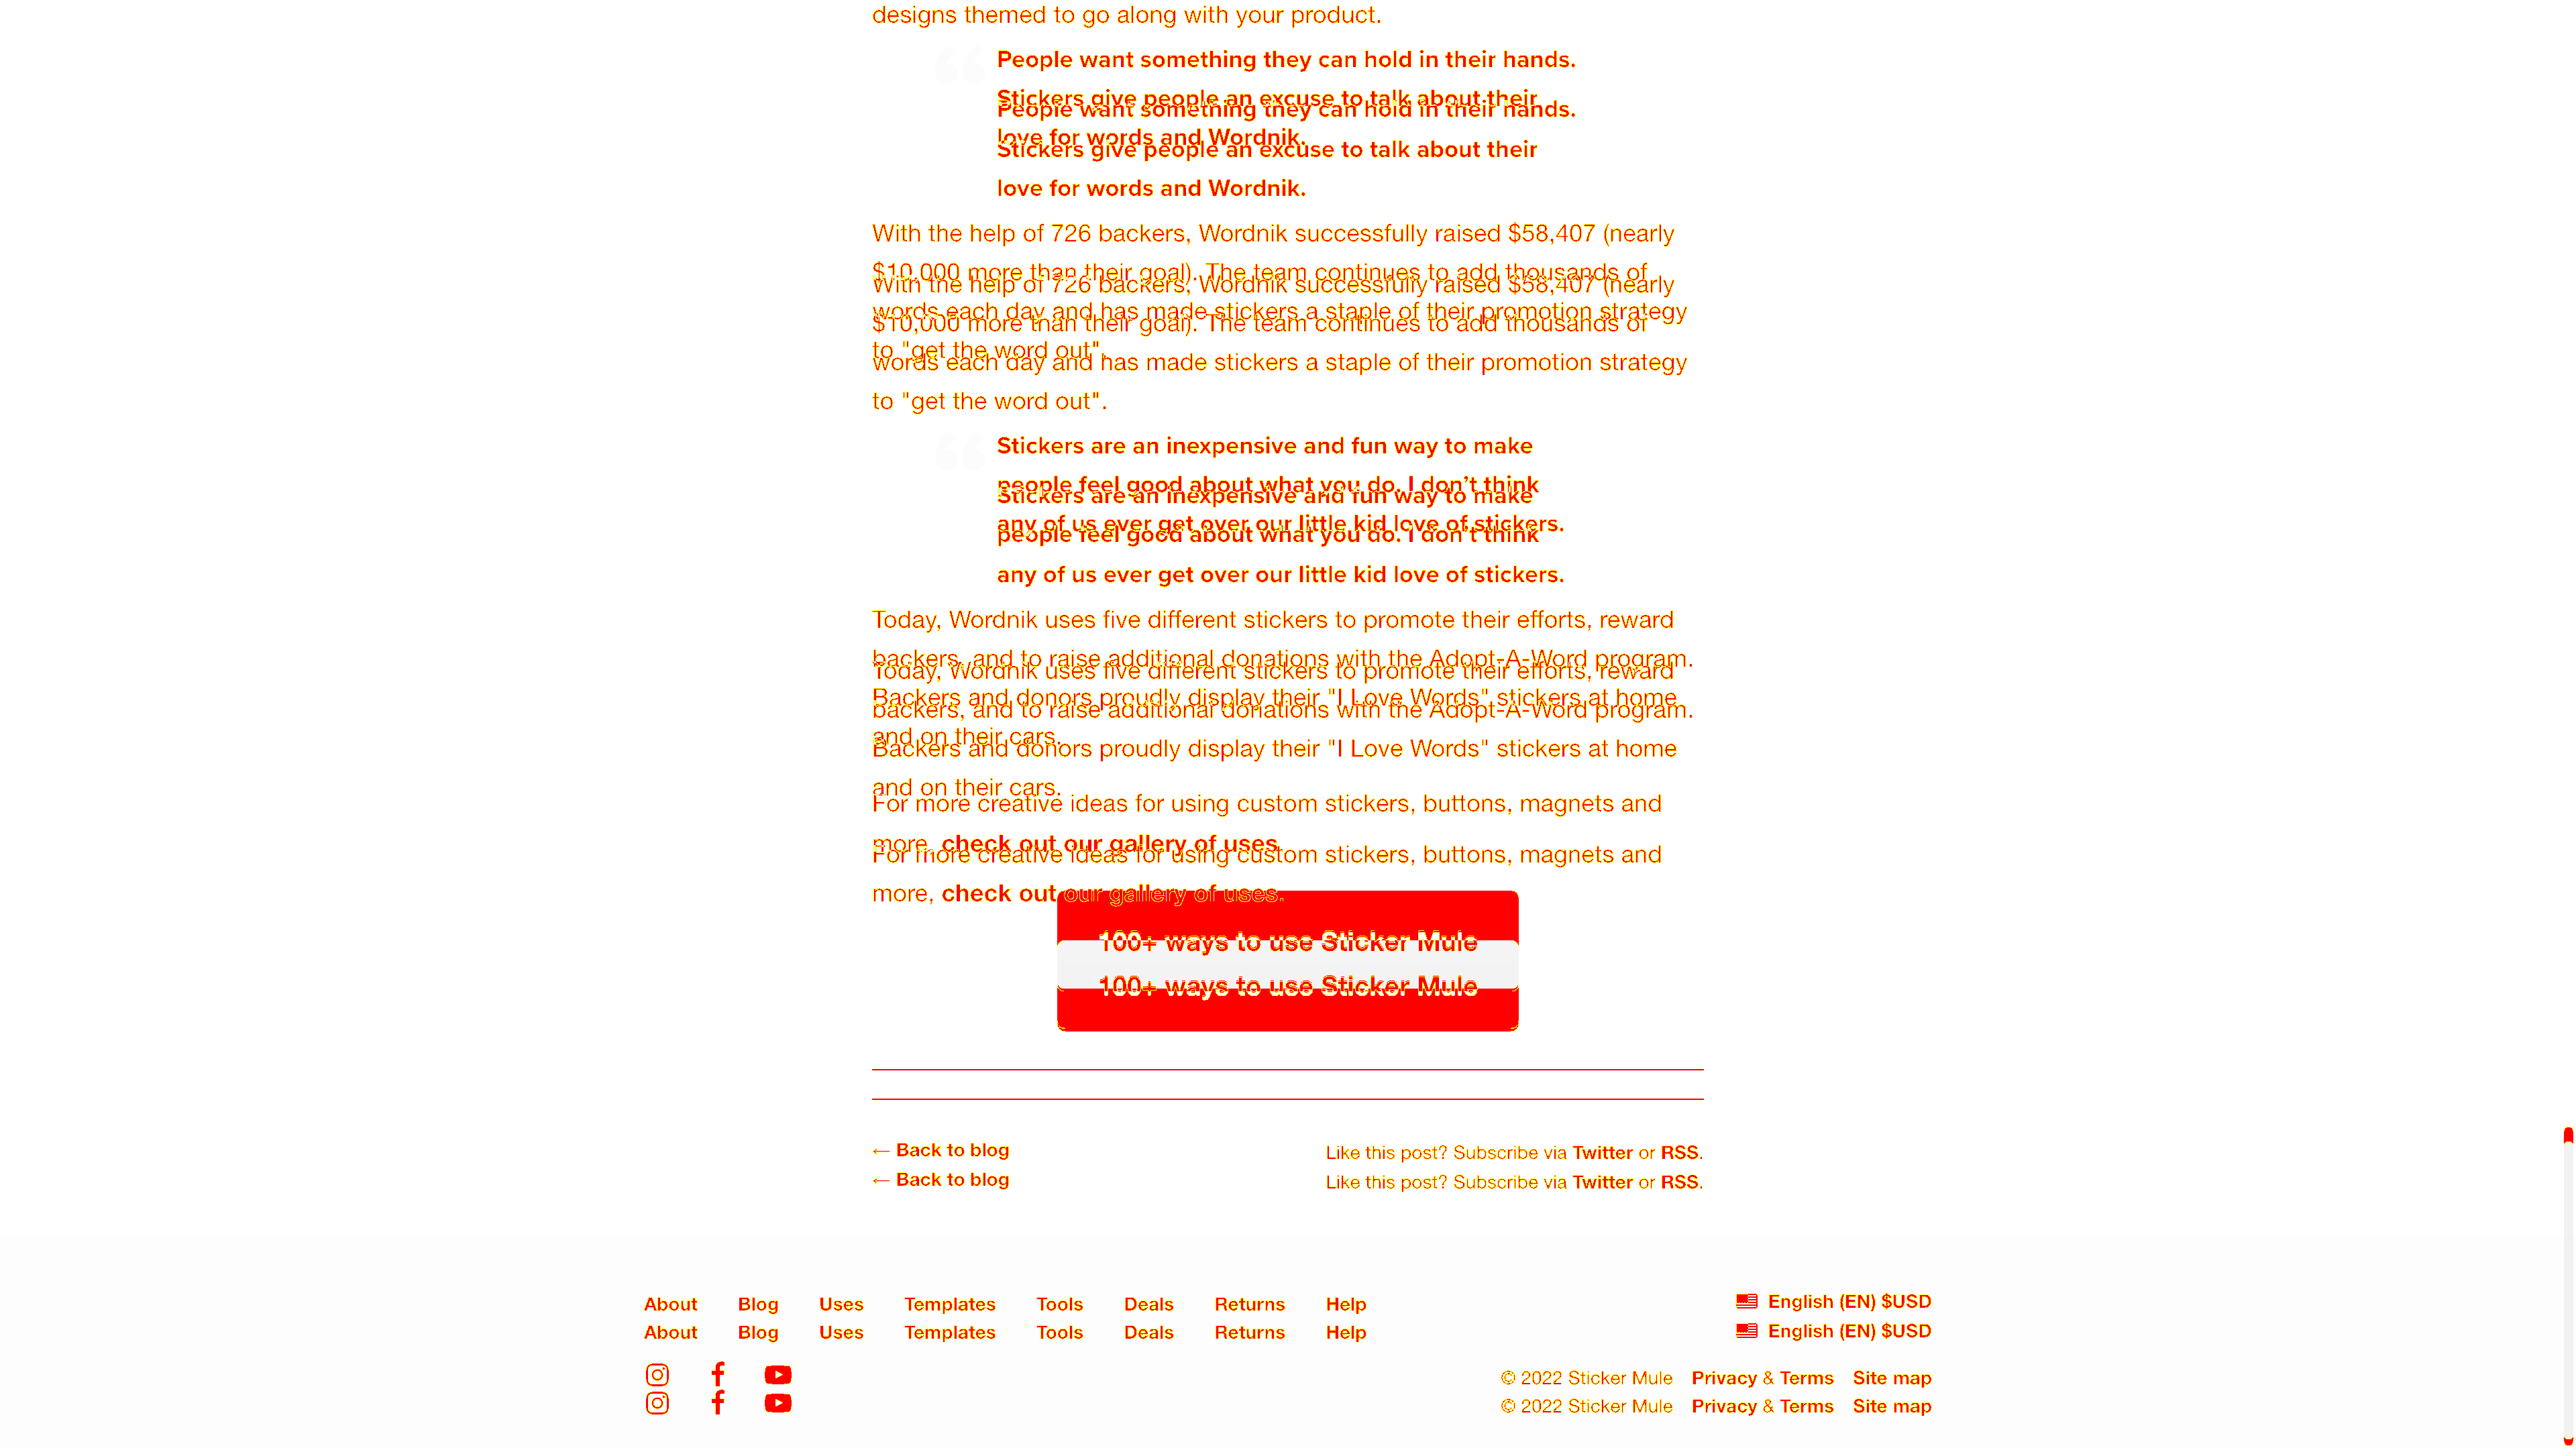 designs themed to go along with your product.
People want something they can hold in their hands.
Stickers give people an excuse to talk about their
People want something they can hold in their hands.
love for words and Wordnik.
Stickers give people an excuse to talk about their
love for words and Wordnik.
With the help of 726 backers, Wordnik successfully raised $58,407 (nearly
$10,000 more than their goal). The team continues to add thousands of
With the help of 726 backers, Wordnik successfully raised $58,407 (nearly
words each day and has made stickers a staple of their promotion strategy
$10,000 more than their goal). The team continues to add thousands of
to "get the word out".
words each day and has made stickers a staple of their promotion strategy
to "get the word out".
Stickers are an inexpensive and fun way to make
people feel good about what you do. I don’t think
Stickers are an inexpensive and fun way to make
any of us ever get over our little kid love of stickers.
people feel good about what you do. I don’t think
any of us ever get over our little kid love of stickers.
Today, Wordnik uses five different stickers to promote their efforts, reward
backers, and to raise additional donations with the Adopt-A-Word program.
Today, Wordnik uses five different stickers to promote their efforts, reward
Backers and donors proudly display their "I Love Words" stickers at home
backers, and to raise additional donations with the Adopt-A-Word program.
and on their cars.
Backers and donors proudly display their "I Love Words" stickers at home
and on their cars.
For more creative ideas for using custom stickers, buttons, magnets and
more, check out our gallery of uses.
For more creative ideas for using custom stickers, buttons, magnets and
more, check out our gallery of uses.
100+ ways to use Sticker Mule
100+ ways to use Sticker Mule
← Back to blog Like this post? Subscribe via Twitter or RSS.
← Back to blog Like this post? Subscribe via Twitter or RSS.
About Blog Uses Templates Tools Deals Returns Help English (EN) $USD
About Blog Uses Templates Tools Deals Returns Help English (EN) $USD
© 2022 Sticker Mule Privacy & Terms Site map
© 2022 Sticker Mule Privacy & Terms Site map